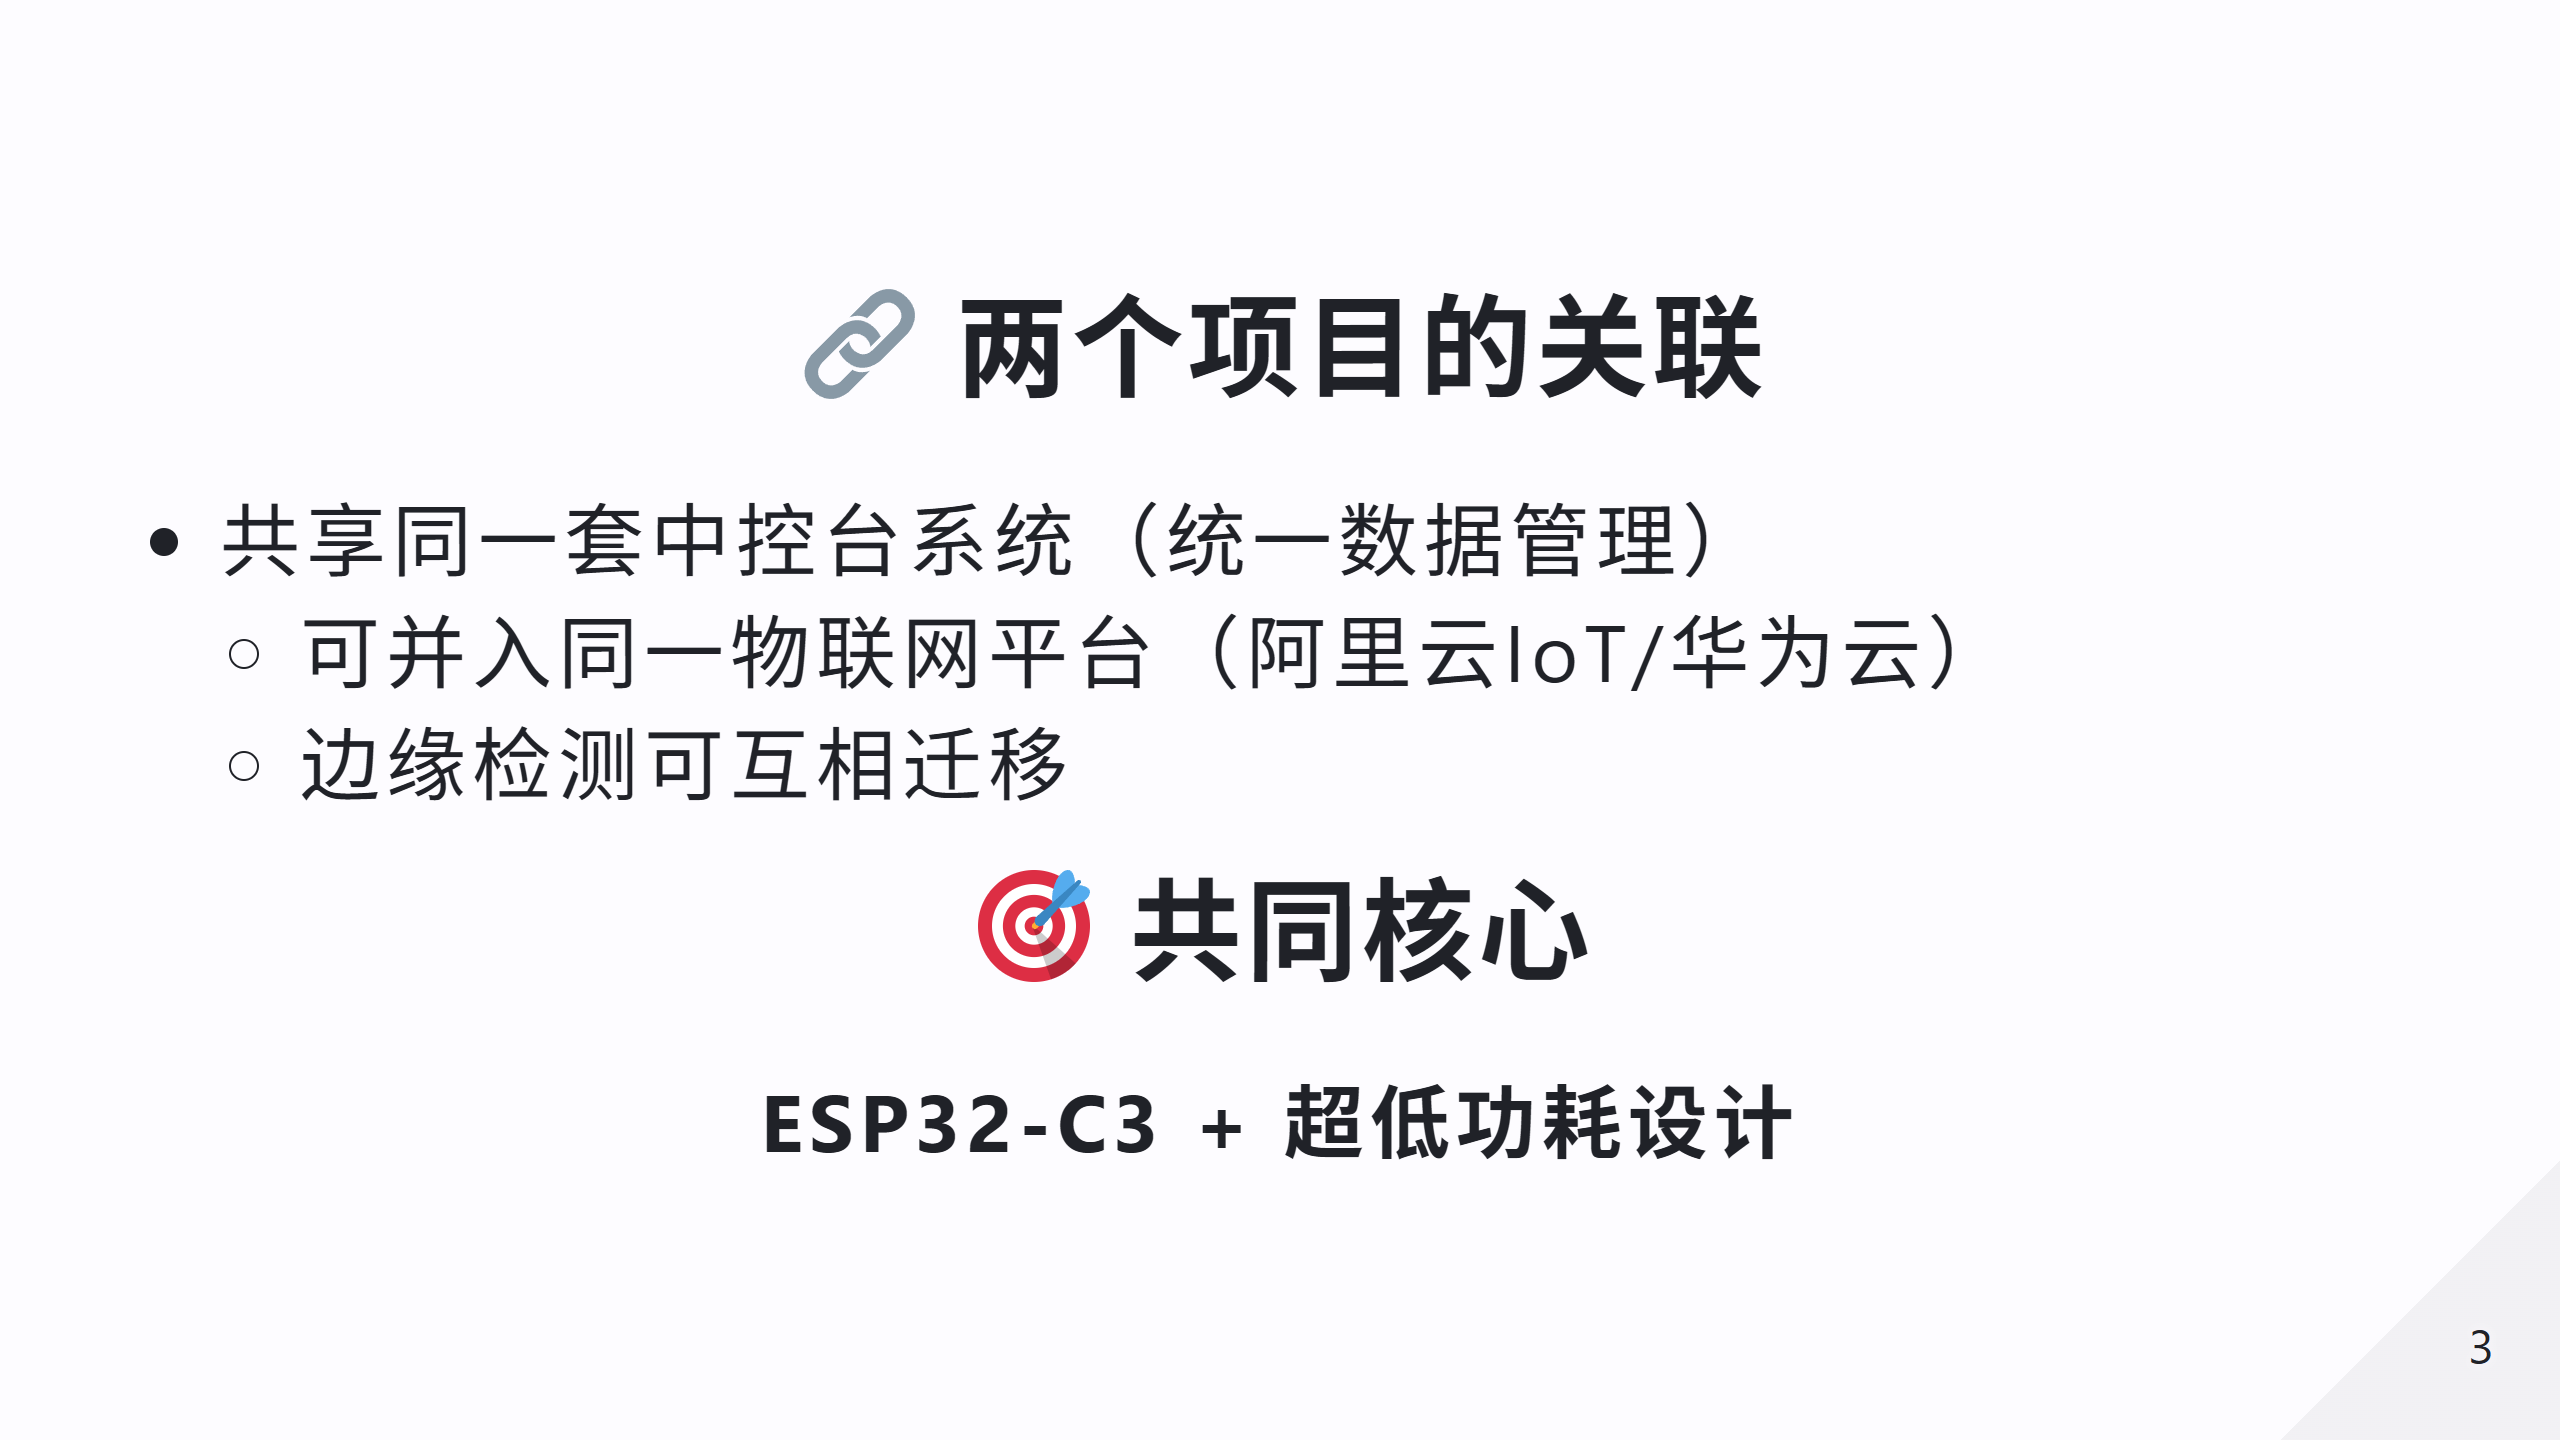 🔗 两个项目的关联
• 共享同一套中控台系统（统一数据管理）
○ 可并入同一物联网平台（阿里云IoT/华为云）
○ 边缘检测可互相迁移
🎯 共同核心
ESP32-C3 + 超低功耗设计
3